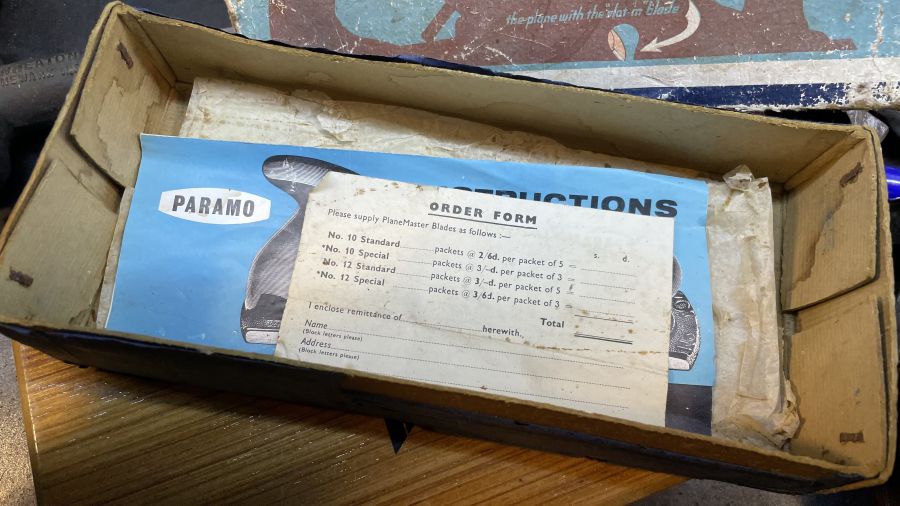 the plane with the "slot-in" blade
PARAMO
INSTRUCTIONS
ORDER FORM
Please supply PlaneMaster Blades as follows :—
s. d.
No. 10 Standard packets @ 2/6d. per packet of 5 =
*No. 10 Special packets @ 3/-d. per packet of 3 =
No. 12 Standard packets @ 3/-d. per packet of 5 =
*No. 12 Special packets @ 3/6d. per packet of 3 =
Total
I enclose remittance of herewith.
Name
(Block letters please)
Address
(Block letters please)